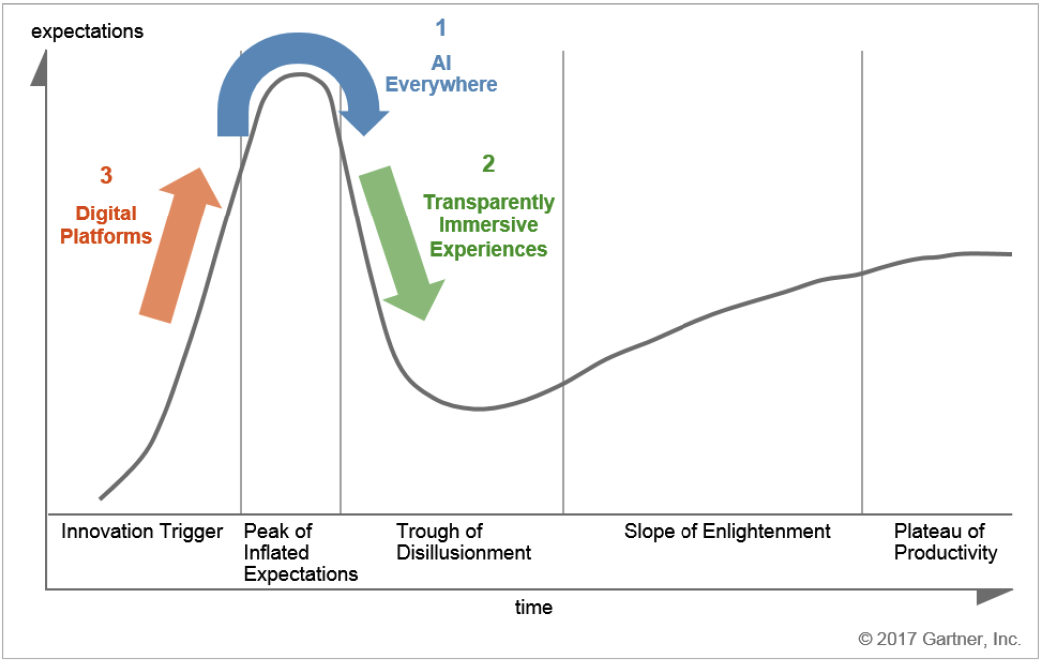 expectations
1
AI
Everywhere
2
Transparently
Immersive
Experiences
3
Digital
Platforms
Innovation Trigger
Peak of
Inflated
Expectations
Trough of
Disillusionment
Slope of Enlightenment
Plateau of
Productivity
time
© 2017 Gartner, Inc.